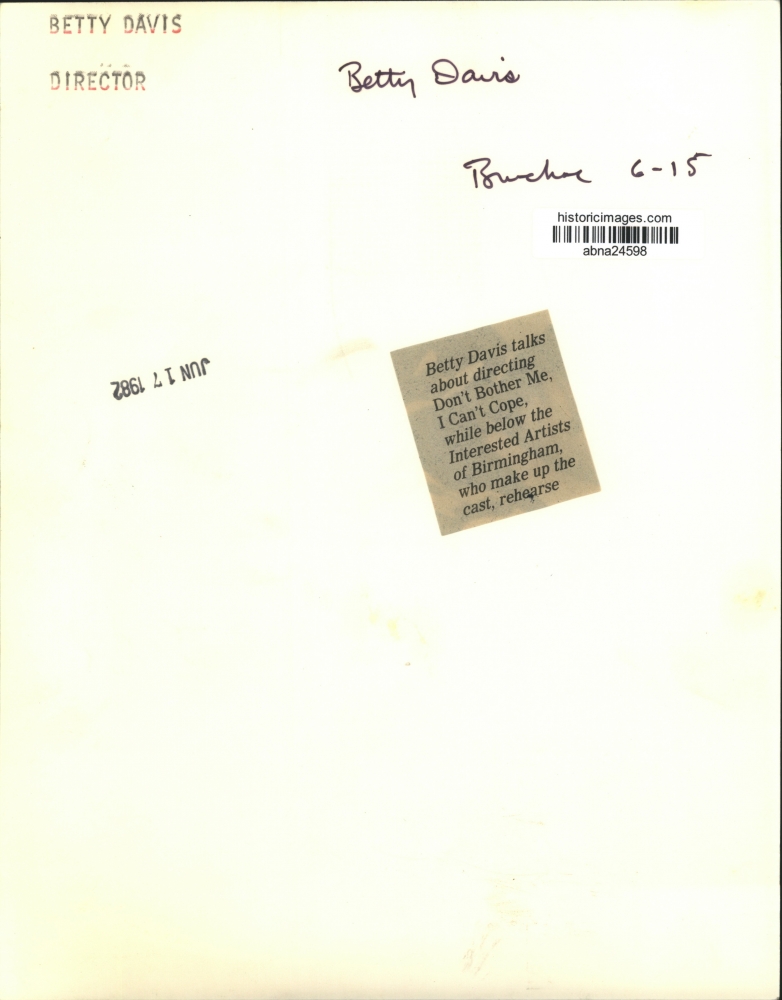 BETTY DAVIS
DIRECTOR
Betty Davis
6-15
historicimages.com
abna24598
JUN 17 1982
Betty Davis talks
about directing
Don't Bother Me,
I Can't Cope,
while below the
Interested Artists
of Birmingham,
who make up the
cast, rehearse